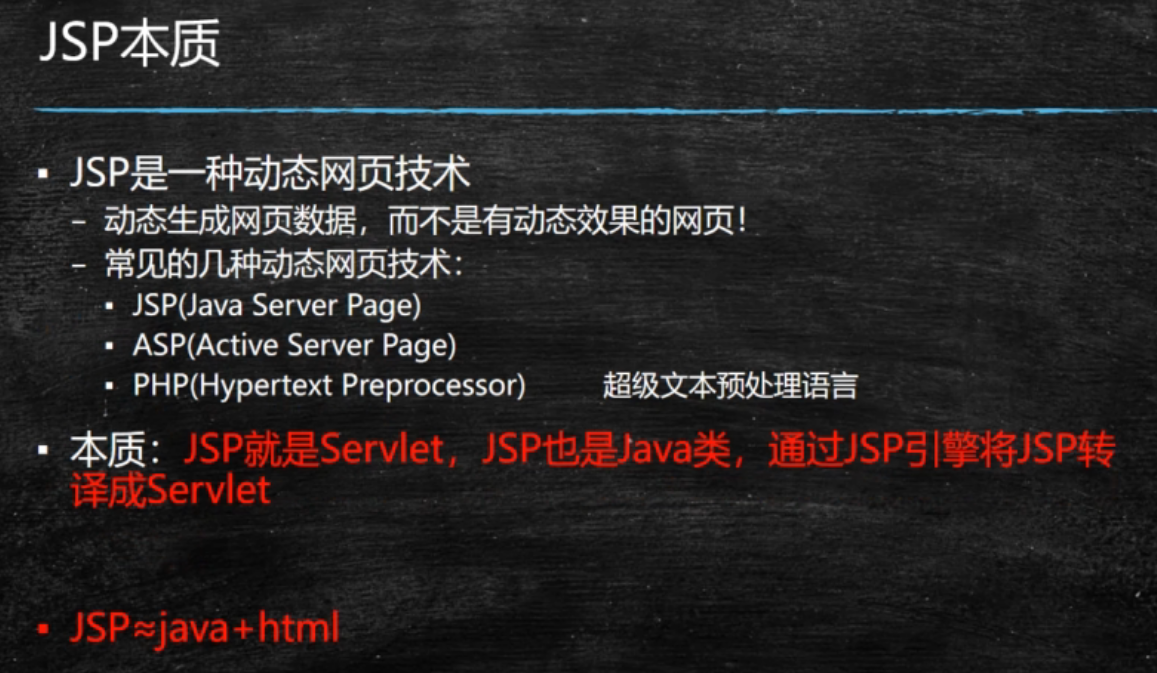 JSP本质
▪ JSP是一种动态网页技术
– 动态生成网页数据，而不是有动态效果的网页！
– 常见的几种动态网页技术：
▪ JSP(Java Server Page)
▪ ASP(Active Server Page)
▪ PHP(Hypertext Preprocessor) 超级文本预处理语言
▪ 本质：JSP就是Servlet，JSP也是Java类，通过JSP引擎将JSP转
译成Servlet
▪ JSP≈java+html